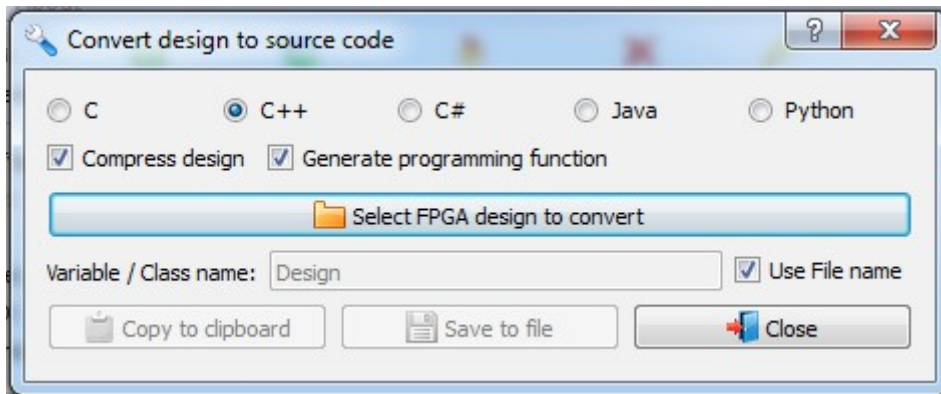 Convert design to source code
C C++ C# Java Python
Compress design Generate programming function
Select FPGA design to convert
Variable / Class name: Design Use File name
Copy to clipboard Save to file Close